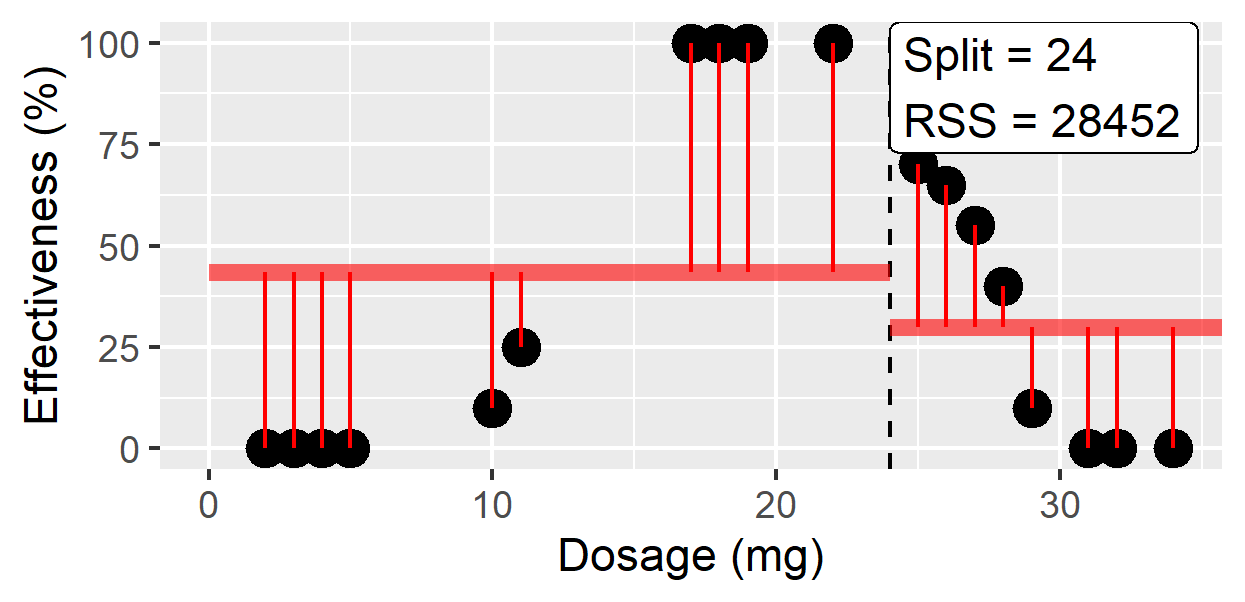 Split = 24
RSS = 28452
100
75
50
25
0
Effectiveness (%)
0 10 20 30
Dosage (mg)